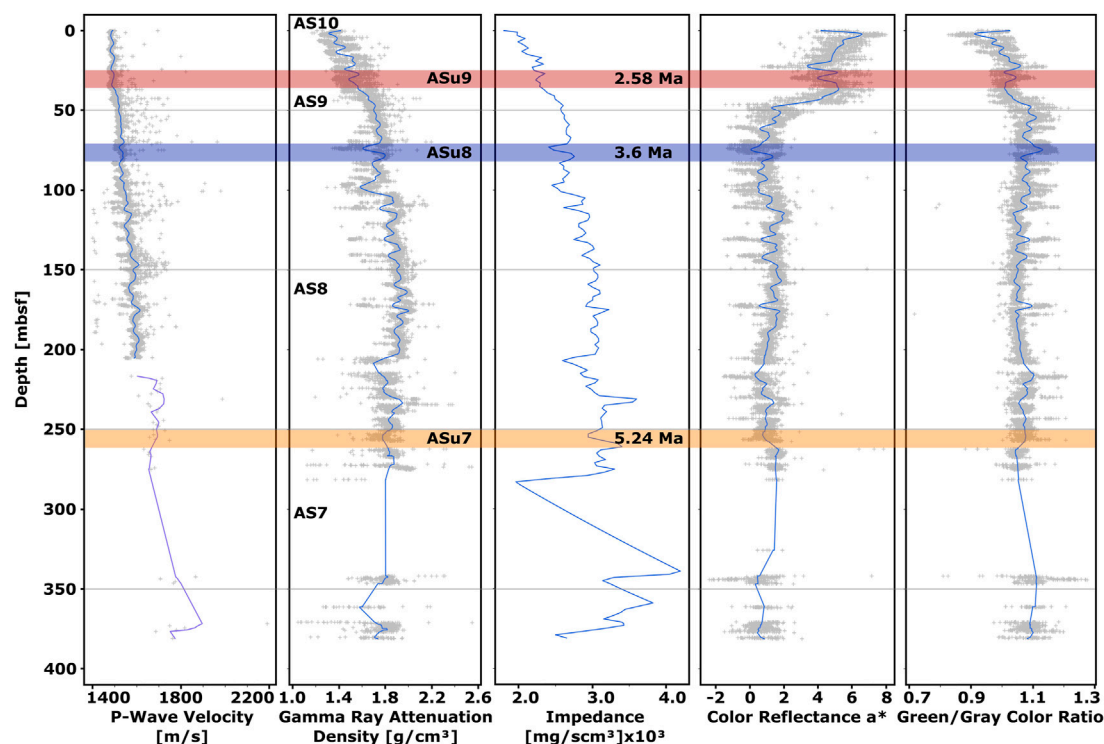 AS10
0
ASu9
2.58 Ma
AS9
50
ASu8
3.6 Ma
100
150
AS8
200
250
ASu7
5.24 Ma
300
AS7
350
400
Depth [mbsf]
1400 1800 2200
1.0 1.4 1.8 2.2 2.6
2.0 3.0 4.0
-2 0 2 4 6 8
0.7 0.9 1.1 1.3
P-Wave Velocity
[m/s]
Gamma Ray Attenuation
Density [g/cm³]
Impedance
[mg/scm³]x10³
Color Reflectance a*
Green/Gray Color Ratio